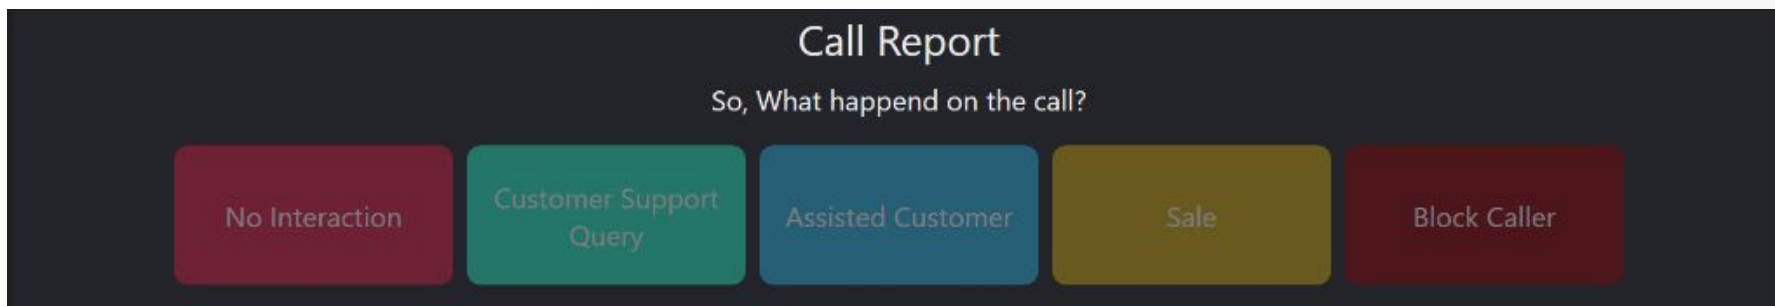 Call Report
So, What happend on the call?
No Interaction
Customer Support
Query
Assisted Customer
Sale
Block Caller